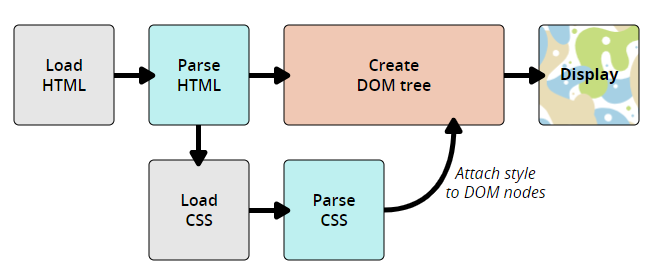 Load
HTML
Parse
HTML
Create
DOM tree
Display
Load
CSS
Parse
CSS
Attach style
to DOM nodes